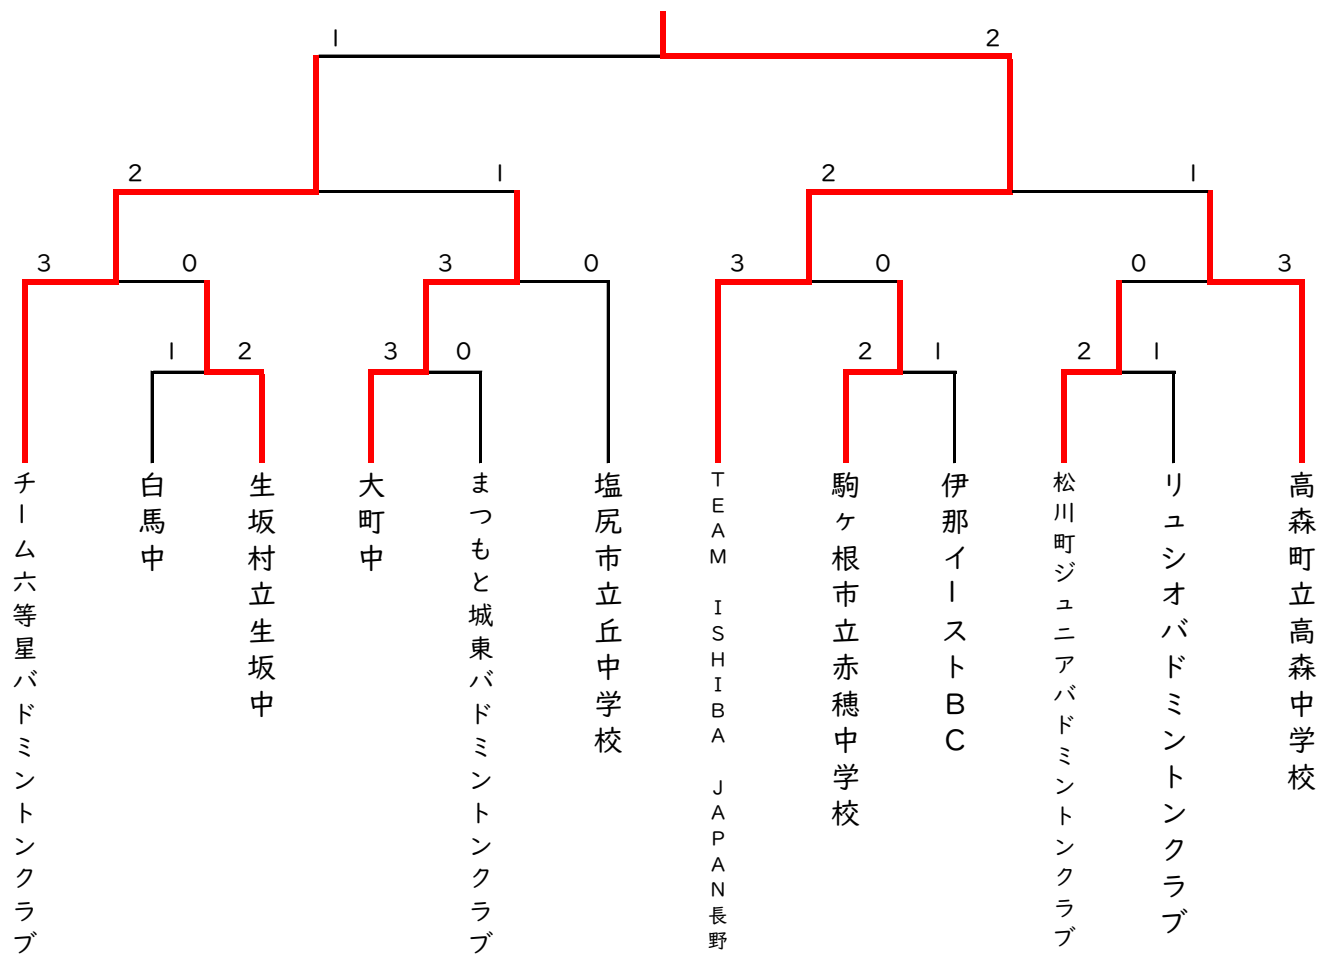 1 2
2 1 2 1
3 0 3 0 3 0 0 3
1 2 3 0 2 1 2 1
チーム六等星バドミントンクラブ
白馬中
生坂村立生坂中
大町中
まつもと城東バドミントンクラブ
塩尻市立丘中学校
TEAM ISHIBA JAPAN長野
駒ヶ根市立赤穂中学校
伊那イーストBC
松川町ジュニアバドミントンクラブ
リュシオバドミントンクラブ
高森町立高森中学校